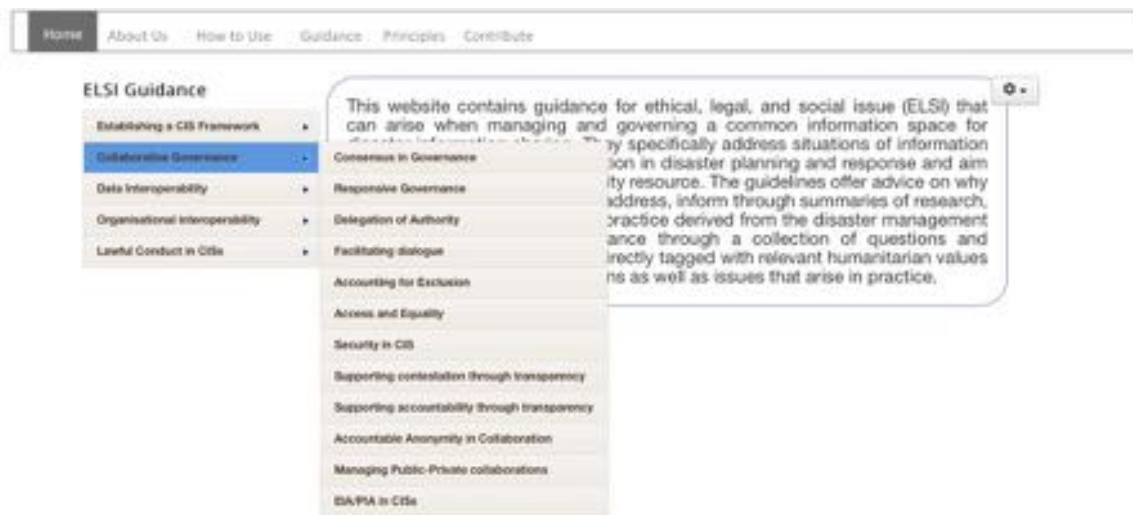 Home About Us How to Use Guidance Principles Contribute
ELSI Guidance
Establishing a CIS Framework
Collaborative Governance
Data Interoperability
Organisational Interoperability
Lawful Conduct in CISs
Consensus in Governance
Responsive Governance
Delegation of Authority
Facilitating dialogue
Accounting for Exclusion
Access and Equality
Security in CIS
Supporting contestation through transparency
Supporting accountability through transparency
Accountable Anonymity in Collaboration
Managing Public-Private collaborations
EIA/PIA in CISs
This website contains guidance for ethical, legal, and social issue (ELSI) that
can arise when managing and governing a common information space for
specifically address situations of information
in disaster planning and response and aim
resource. The guidelines offer advice on why
address, inform through summaries of research,
practice derived from the disaster management
through a collection of questions and
tagged with relevant humanitarian values
as well as issues that arise in practice.